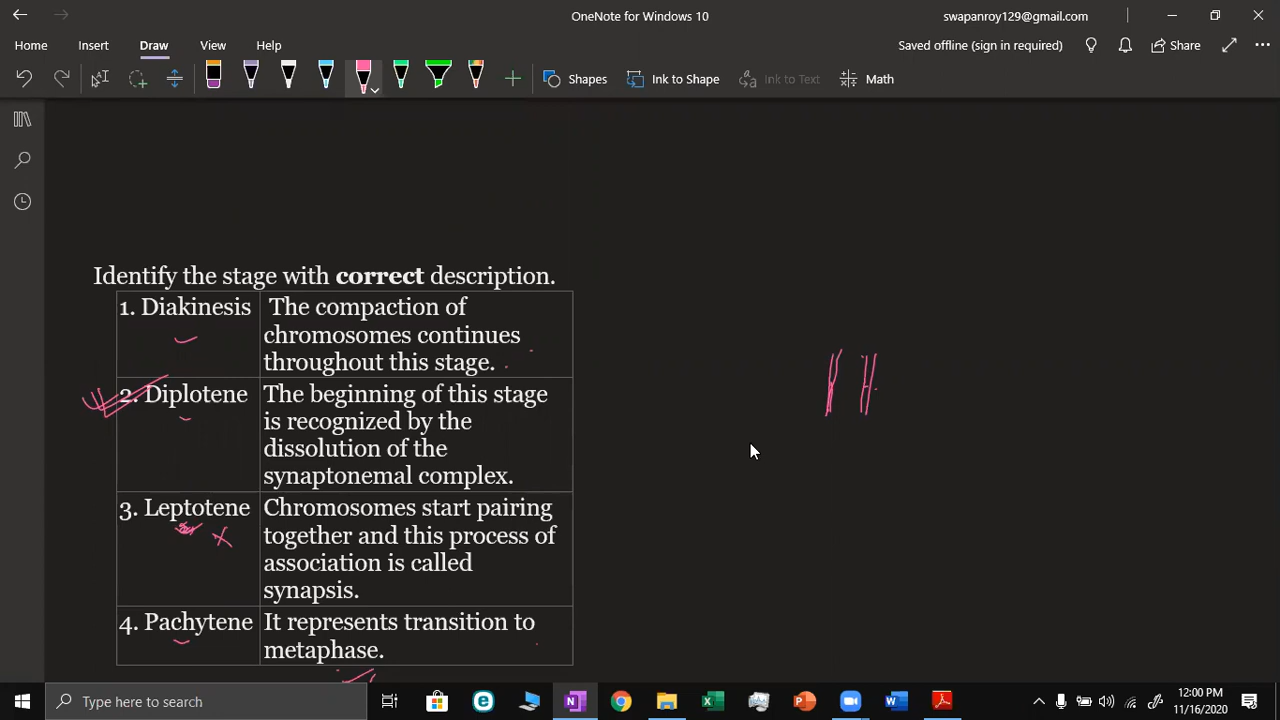 OneNote for Windows 10
swapanroy129@gmail.com
Home
Insert
Draw
View
Help
Saved offline (sign in required)
Share
Shapes
Ink to Shape
Ink to Text
Math
Identify the stage with correct description.
1. Diakinesis
The compaction of
chromosomes continues
throughout this stage.
2. Diplotene
The beginning of this stage
is recognized by the
dissolution of the
synaptonemal complex.
3. Leptotene
Chromosomes start pairing
together and this process of
association is called
synapsis.
4. Pachytene
It represents transition to
metaphase.
Type here to search
12:00 PM
11/16/2020